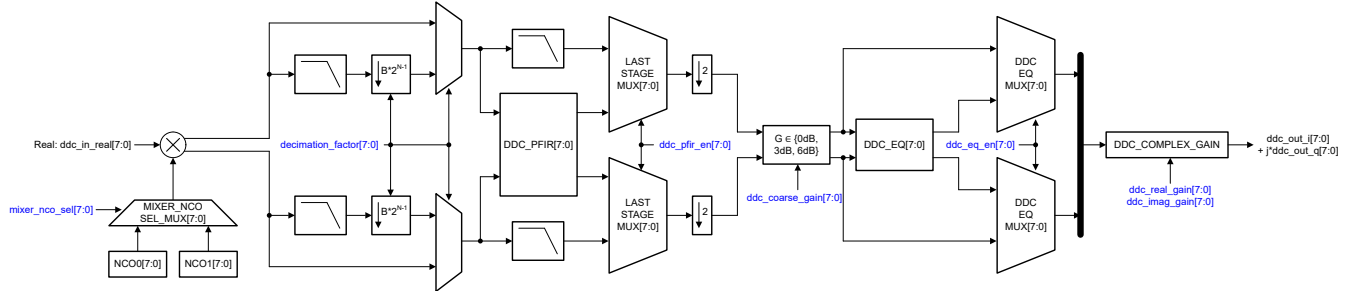 Real: ddc_in_real[7:0]
mixer_nco_sel[7:0]
MIXER_NCO
SEL_MUX[7:0]
NCO0[7:0]
NCO1[7:0]
B*2N-1
decimation_factor[7:0]
B*2N-1
DDC_PFIR[7:0]
LAST
STAGE
MUX[7:0]
2
ddc_pfir_en[7:0]
LAST
STAGE
MUX[7:0]
2
G ∈ {0dB,
3dB, 6dB}
ddc_coarse_gain[7:0]
DDC_EQ[7:0]
DDC
EQ
MUX[7:0]
ddc_eq_en[7:0]
DDC
EQ
MUX[7:0]
DDC_COMPLEX_GAIN
ddc_real_gain[7:0]
ddc_imag_gain[7:0]
ddc_out_i[7:0]
+ j*ddc_out_q[7:0]